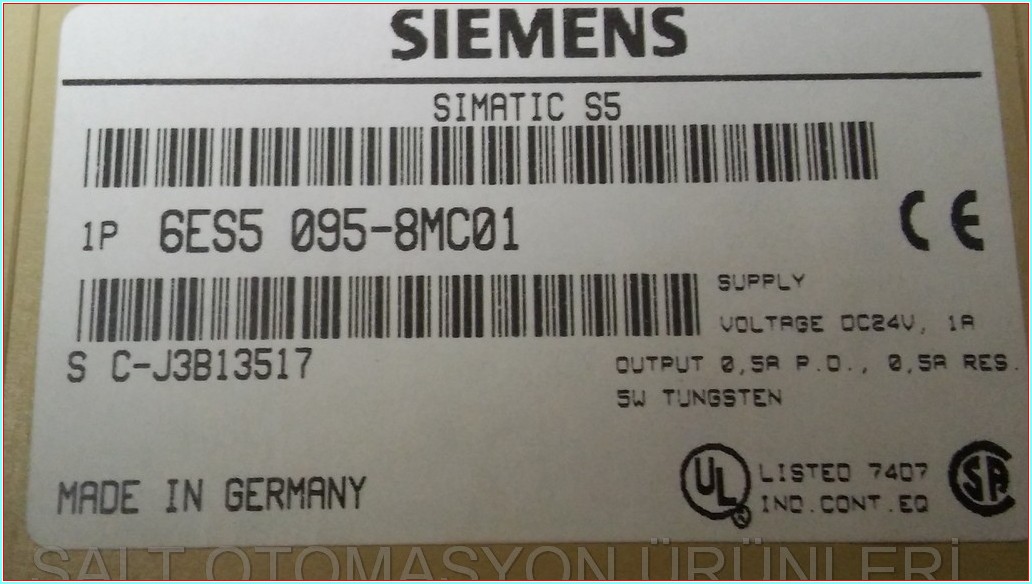 SIEMENS
SIMATIC S5
1P 6ES5 095-8MC01
CE
SUPPLY
VOLTAGE DC24V, 1A
S C-J3B13517
OUTPUT 0,5A P.D., 0,5A RES.
5W TUNGSTEN
UL LISTED 7407
IND.CONT.EQ
SA
MADE IN GERMANY
SALT OTOMASYON ÜRÜNLERİ